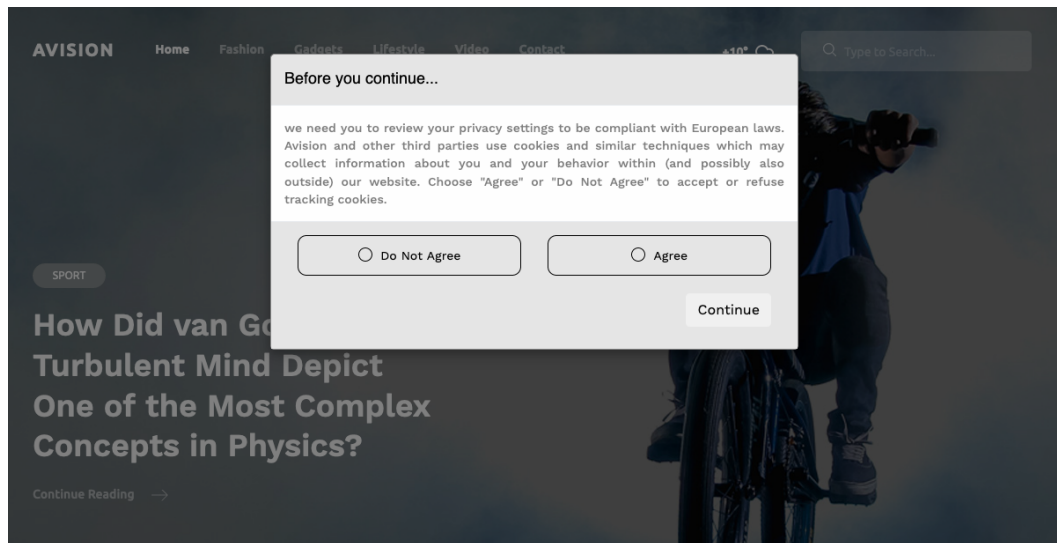 AVISION
Home Fashion Gadgets Lifestyle Video Contact
+10°
Type to Search...
Before you continue...
we need you to review your privacy settings to be compliant with European laws.
Avision and other third parties use cookies and similar techniques which may
collect information about you and your behavior within (and possibly also
outside) our website. Choose "Agree" or "Do Not Agree" to accept or refuse
tracking cookies.
Do Not Agree
Agree
Continue
SPORT
How Did van
Turbulent Mind Depict
One of the Most Complex
Concepts in Physics?
Continue Reading →